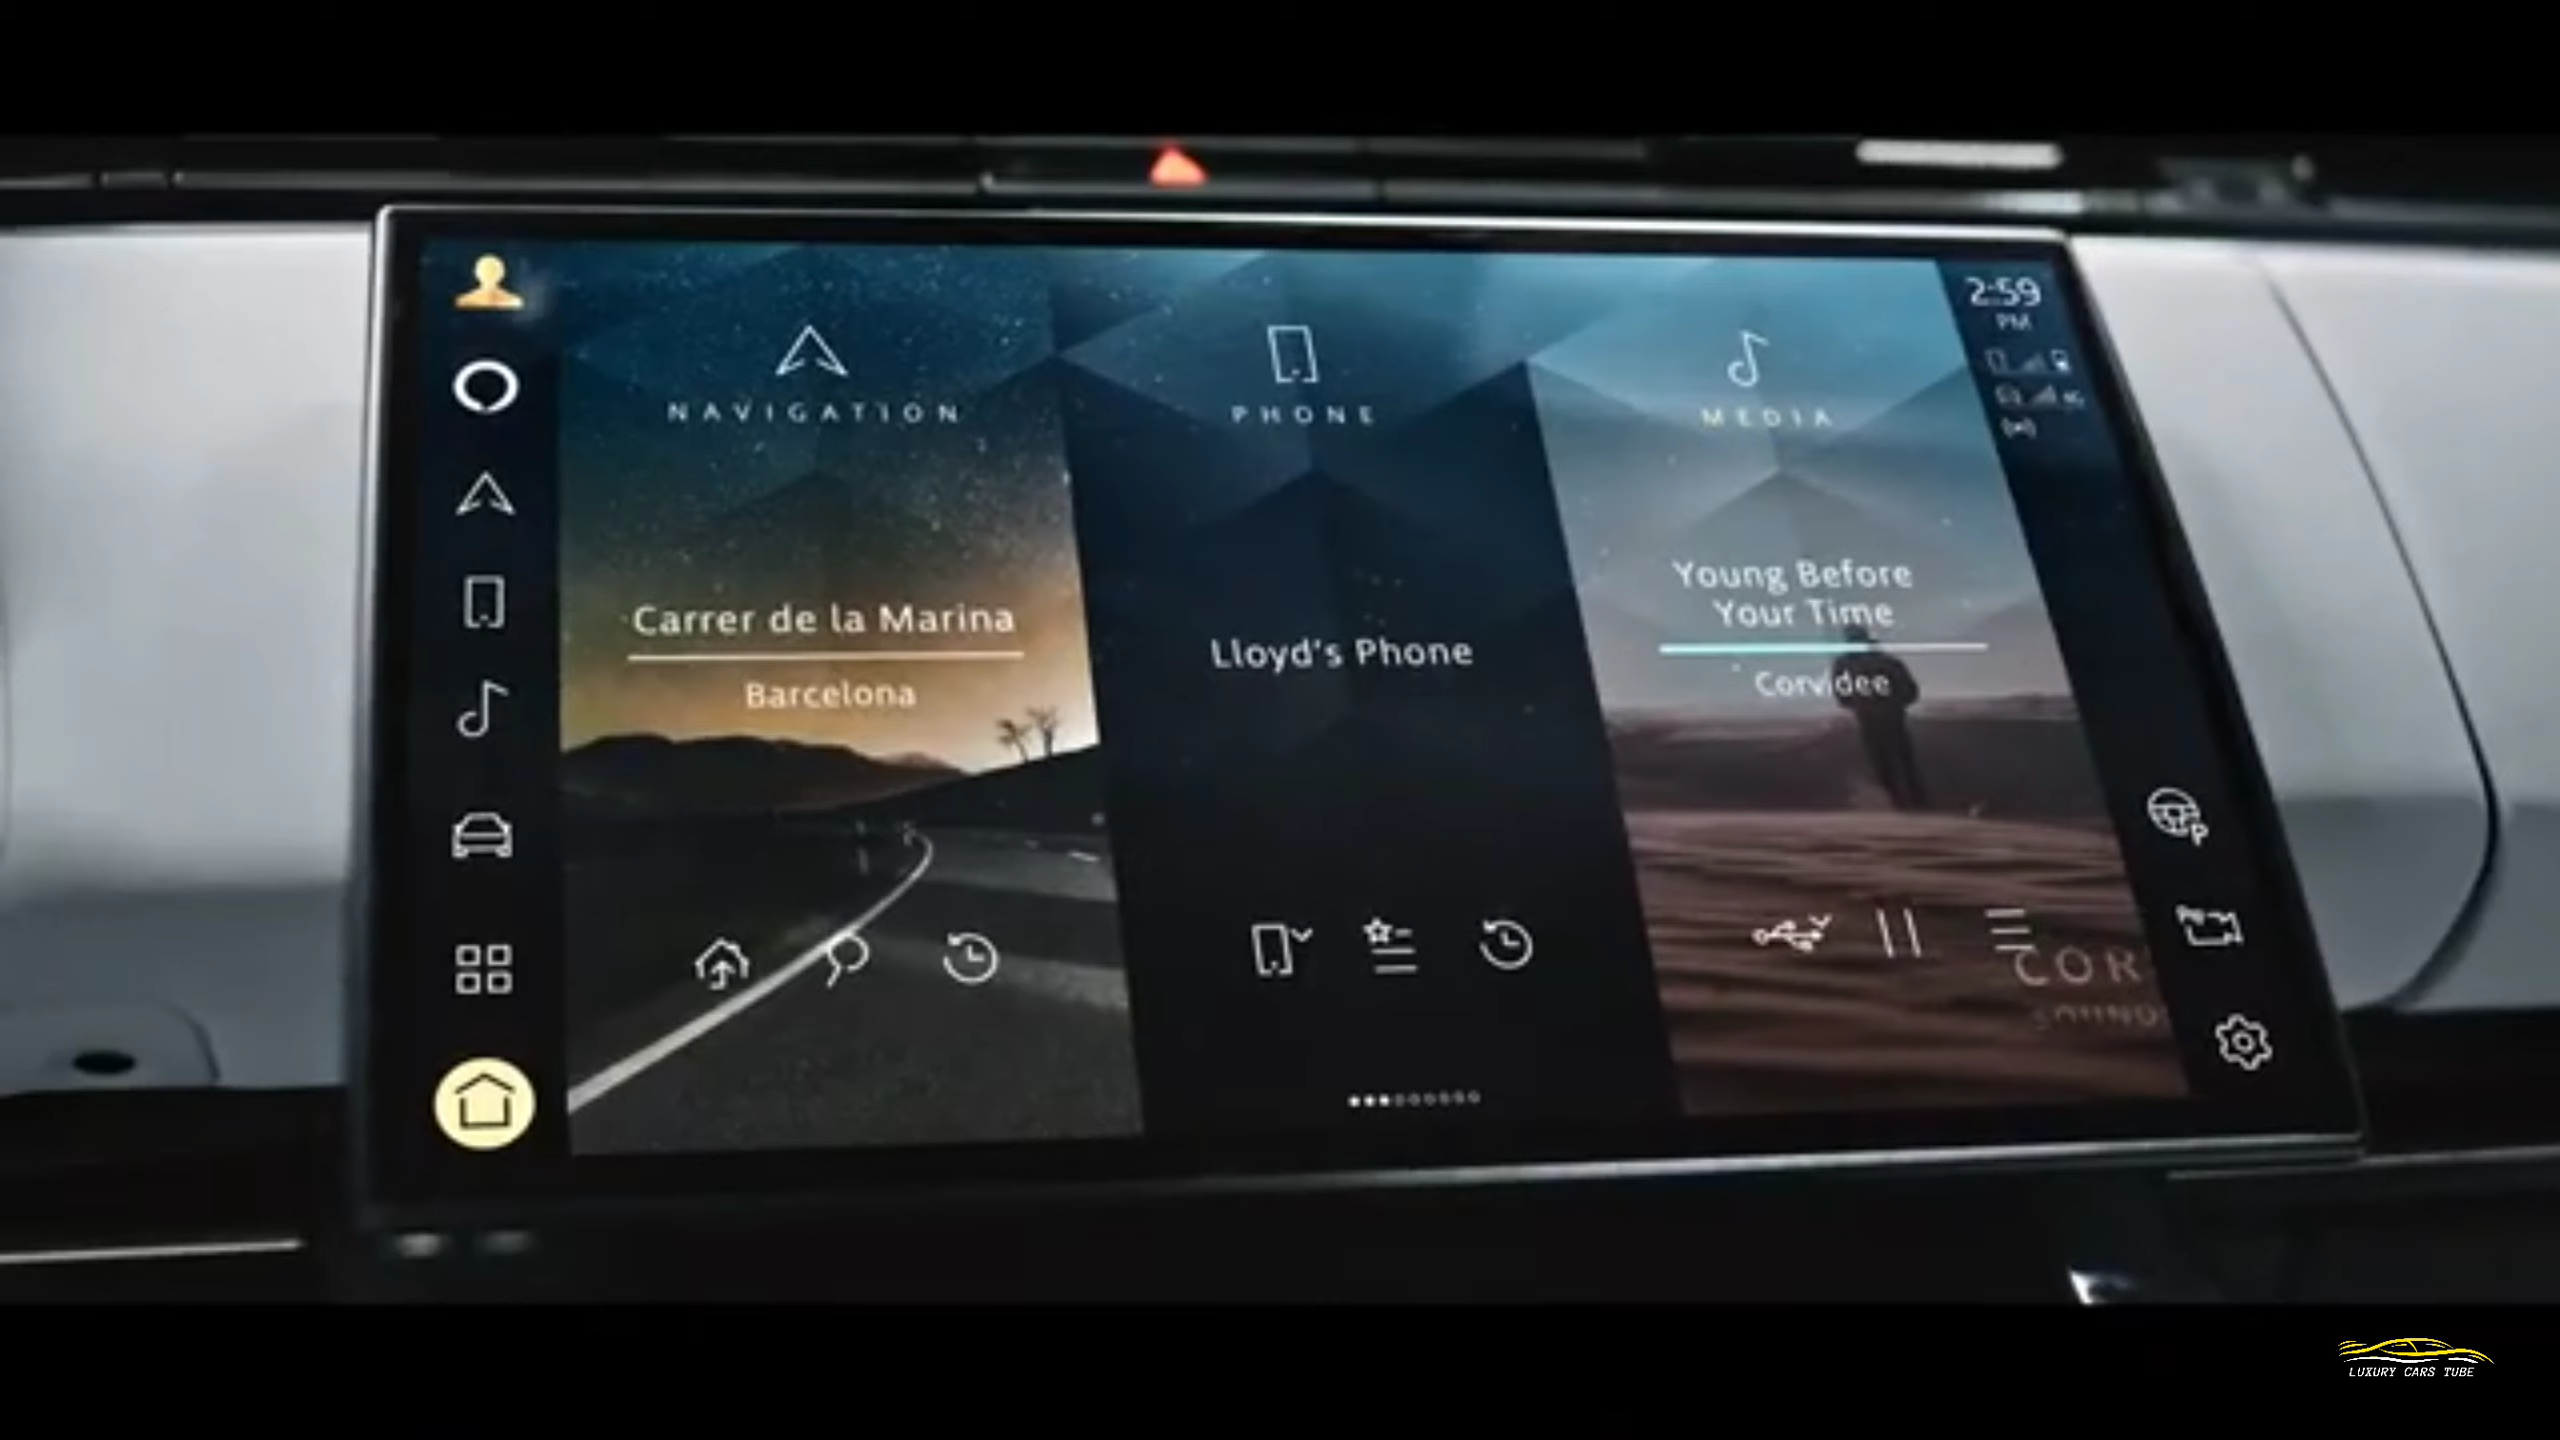 2:59
PM
NAVIGATION
PHONE
MEDIA
Carrer de la Marina
Barcelona
Lloyd's Phone
Young Before
Your Time
Corvidee
P
COR
SOUNDS
LUXURY CARS TUBE